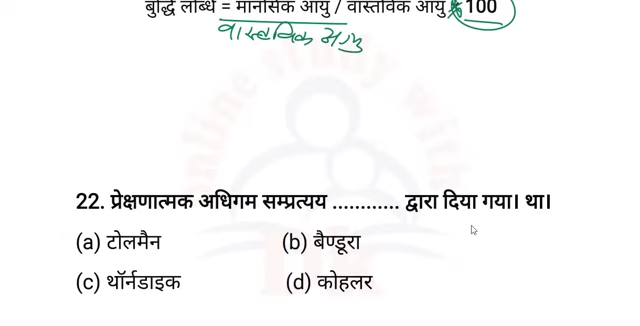 बुद्धि लब्धि = मानसिक आयु / वास्तविक आयु × 100
वास्तविक आयु
22. प्रेक्षणात्मक अधिगम सम्प्रत्यय ............ द्वारा दिया गया। था।
(a) टोलमैन (b) बैण्डूरा
(c) थॉर्नडाइक (d) कोहलर